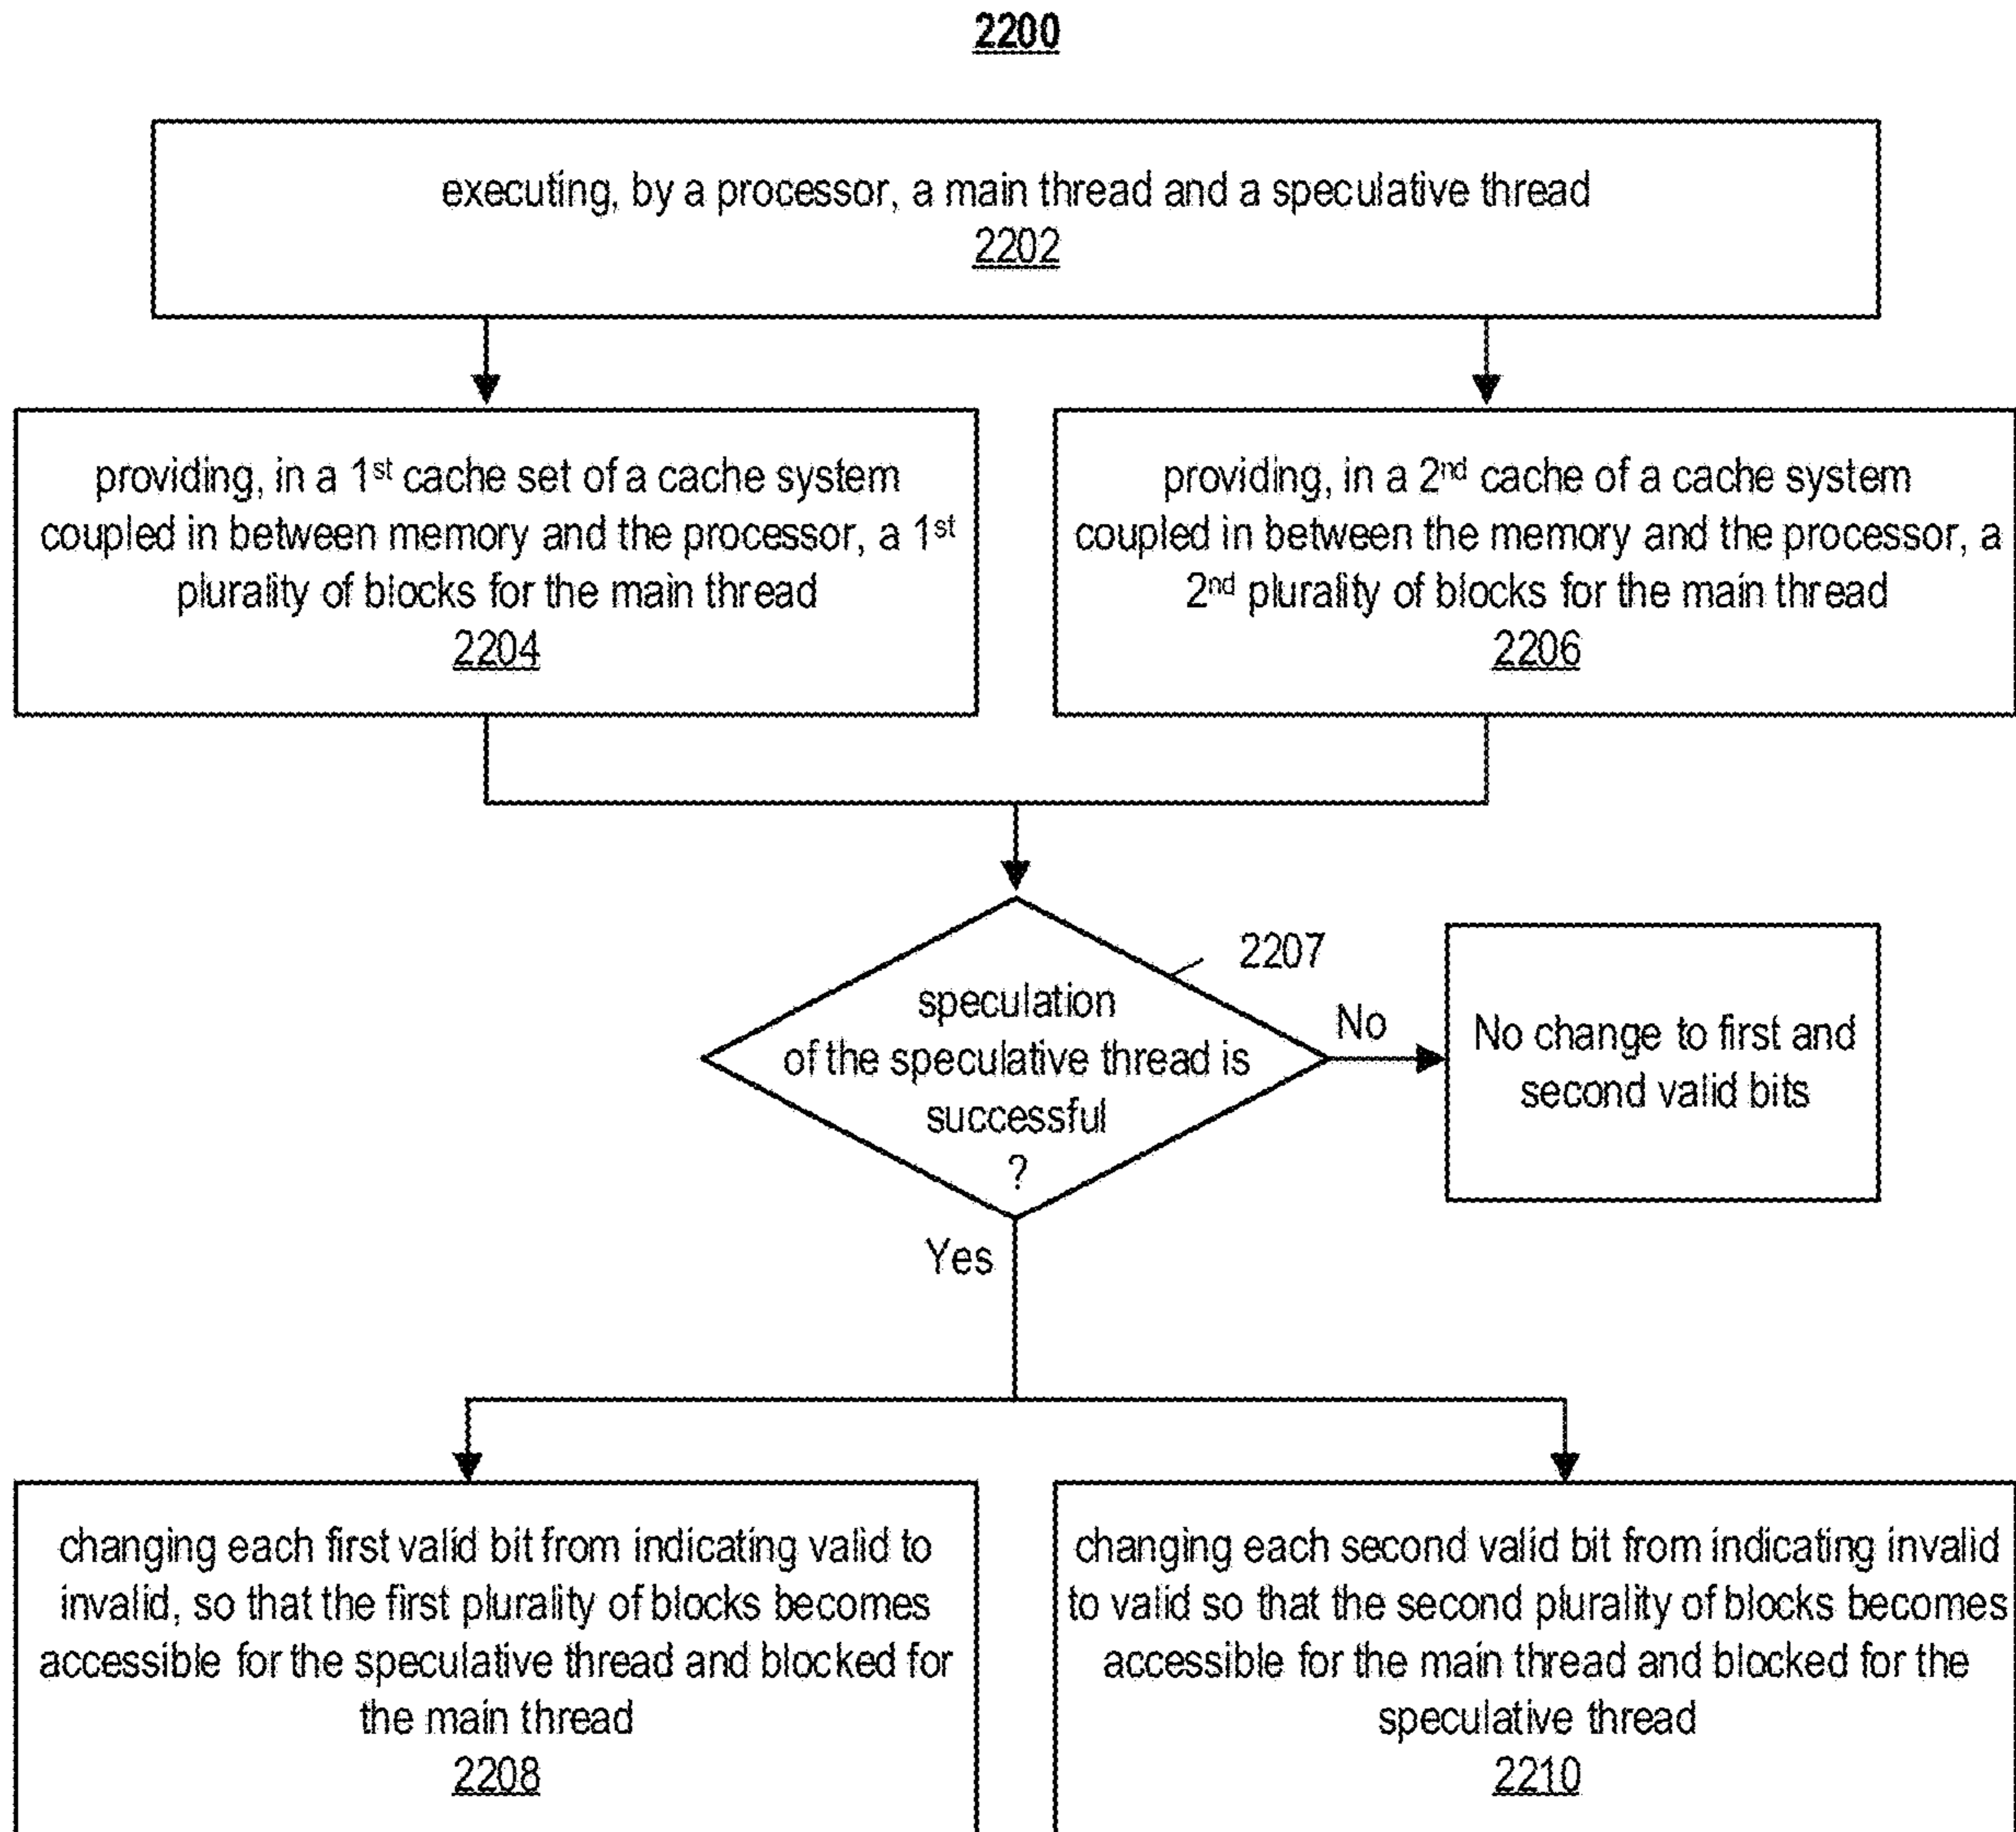 2200
executing, by a processor, a main thread and a speculative thread
2202
providing, in a 1st cache set of a cache system
coupled in between memory and the processor, a 1st
plurality of blocks for the main thread
2204
providing, in a 2nd cache of a cache system
coupled in between the memory and the processor, a
2nd plurality of blocks for the main thread
2206
2207
speculation
of the speculative thread is
successful
?
No
No change to first and
second valid bits
Yes
changing each first valid bit from indicating valid to
invalid, so that the first plurality of blocks becomes
accessible for the speculative thread and blocked for
the main thread
2208
changing each second valid bit from indicating invalid
to valid so that the second plurality of blocks becomes
accessible for the main thread and blocked for the
speculative thread
2210